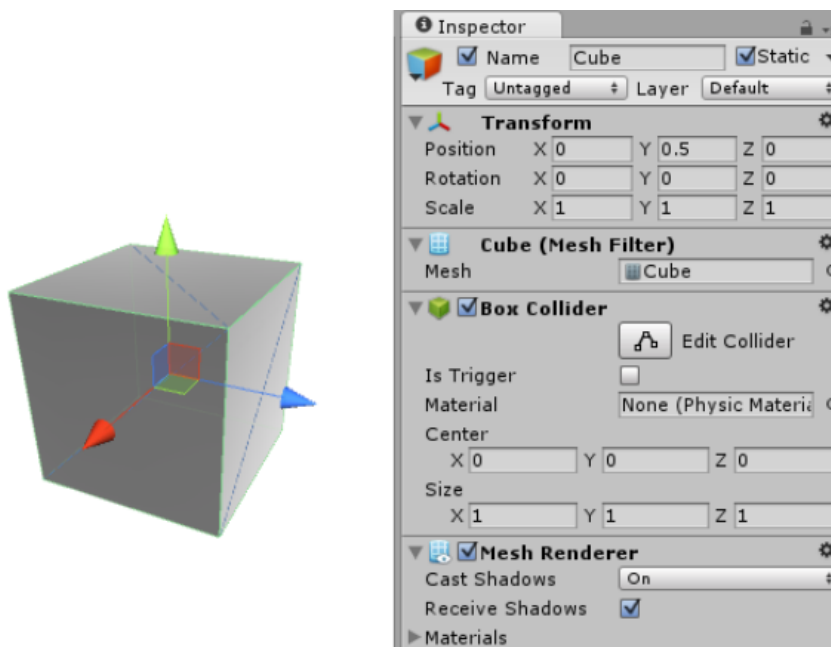 Inspector
Name Cube Static
Tag Untagged Layer Default
Transform
Position X 0 Y 0.5 Z 0
Rotation X 0 Y 0 Z 0
Scale X 1 Y 1 Z 1
Cube (Mesh Filter)
Mesh Cube
Box Collider
Edit Collider
Is Trigger
Material None (Physic Materia
Center
X 0 Y 0 Z 0
Size
X 1 Y 1 Z 1
Mesh Renderer
Cast Shadows On
Receive Shadows
Materials